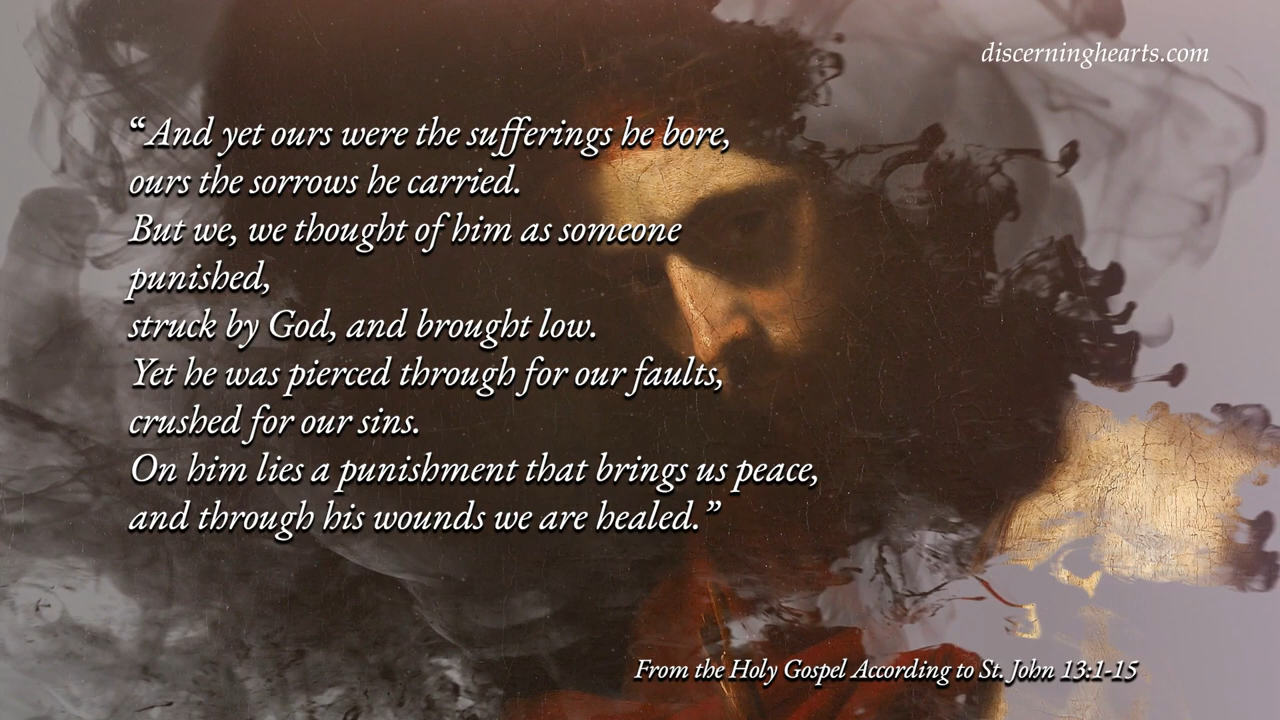 discerninghearts.com
“And yet ours were the sufferings he bore,
ours the sorrows he carried.
But we, we thought of him as someone
punished,
struck by God, and brought low.
Yet he was pierced through for our faults,
crushed for our sins.
On him lies a punishment that brings us peace,
and through his wounds we are healed.”
From the Holy Gospel According to St. John 13:1-15